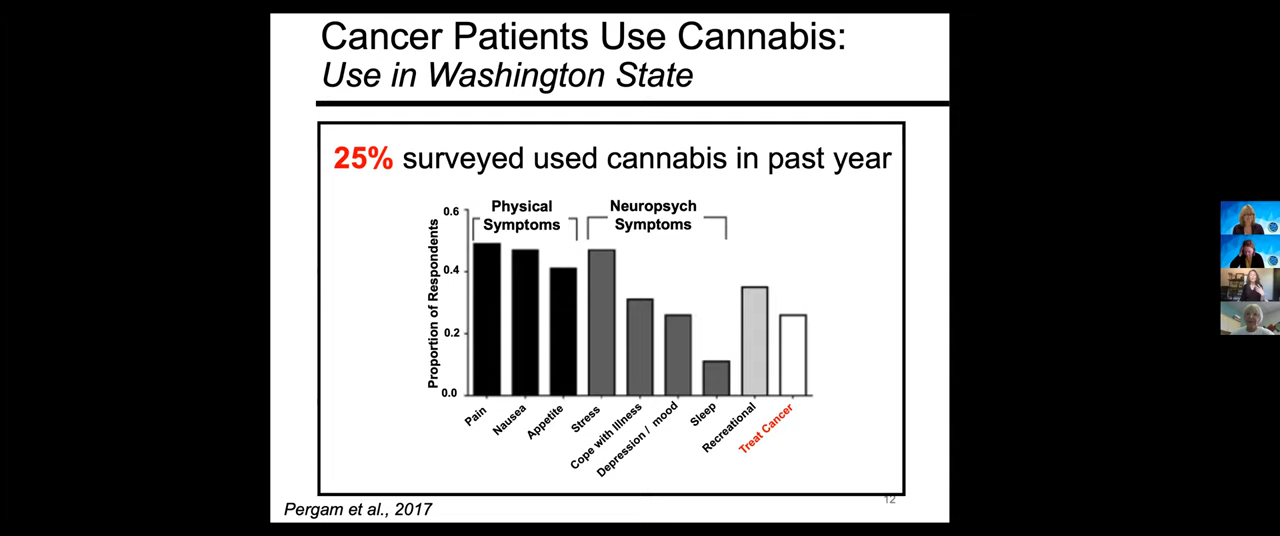 Cancer Patients Use Cannabis:
Use in Washington State
25% surveyed used cannabis in past year
Physical
Symptoms
Neuropsych
Symptoms
Proportion of Respondents
0.6
0.4
0.2
0.0
Pain
Nausea
Appetite
Stress
Cope with Illness
Depression / mood
Sleep
Recreational
Treat Cancer
12
Pergam et al., 2017